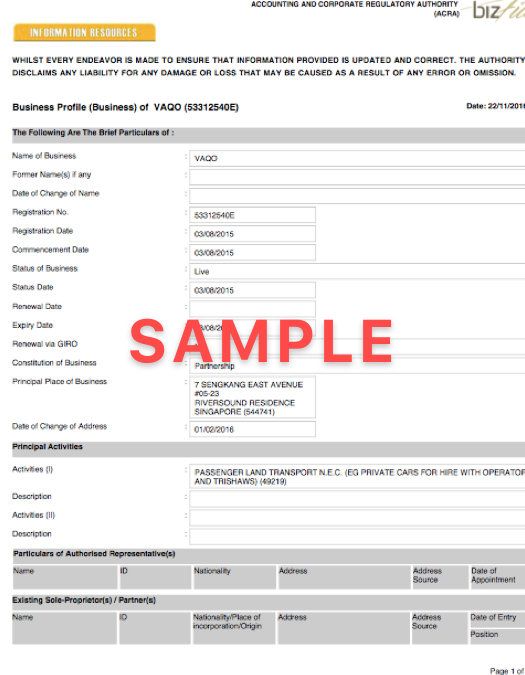 ACCOUNTING AND CORPORATE REGULATORY AUTHORITY
(ACRA)
INFORMATION RESOURCES
WHILST EVERY ENDEAVOR IS MADE TO ENSURE THAT INFORMATION PROVIDED IS UPDATED AND CORRECT. THE AUTHORITY
DISCLAIMS ANY LIABILITY FOR ANY DAMAGE OR LOSS THAT MAY BE CAUSED AS A RESULT OF ANY ERROR OR OMISSION.
Business Profile (Business) of VAQO (53312540E) Date: 22/11/2016
The Following Are The Brief Particulars of :
Name of Business : VAQO
Former Name(s) if any :
Date of Change of Name :
Registration No. : 53312540E
Registration Date : 03/08/2015
Commencement Date : 03/08/2015
Status of Business : Live
Status Date : 03/08/2015
Renewal Date :
Expiry Date :
Renewal via GIRO
SAMPLE
Constitution of Business : Partnership
Principal Place of Business : 7 SENGKANG EAST AVENUE
#05-23
RIVERSOUND RESIDENCE
SINGAPORE (544741)
Date of Change of Address : 01/02/2016
Principal Activities
Activities (I) : PASSENGER LAND TRANSPORT N.E.C. (EG PRIVATE CARS FOR HIRE WITH OPERATOR
AND TRISHAWS) (49219)
Description :
Activities (II) :
Description :
Particulars of Authorised Representative(s)
Name ID Nationality Address Address Source Date of Appointment
Existing Sole-Proprietor(s) / Partner(s)
Name ID Nationality/Place of incorporation/Origin Address Address Source Date of Entry
Position
Page 1 of